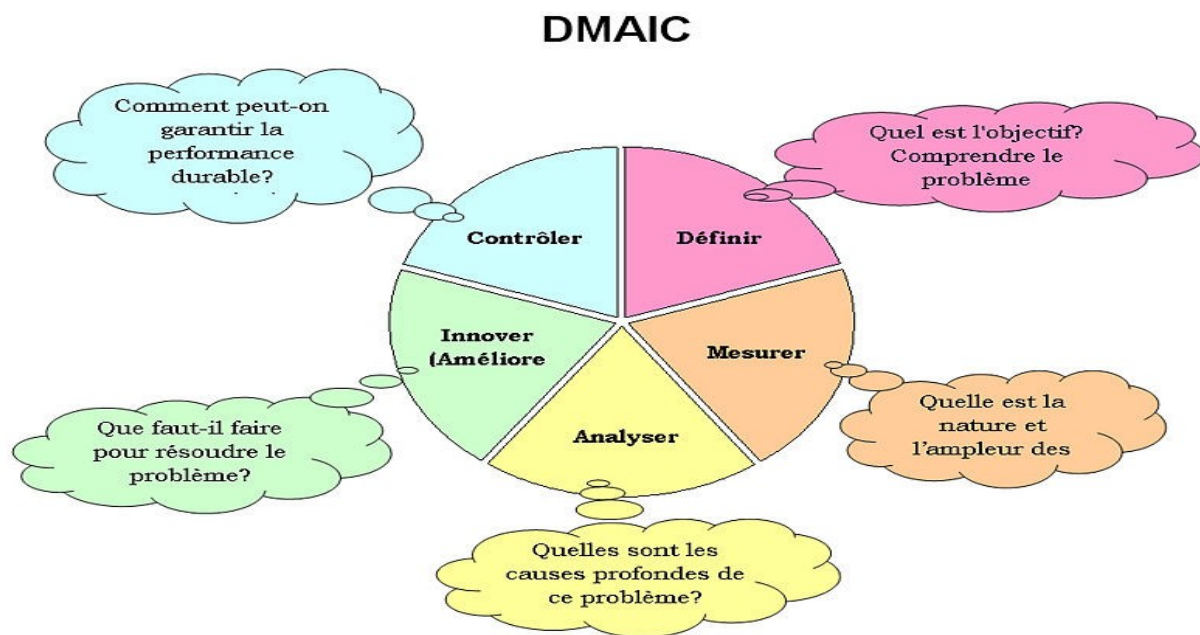 DMAIC
Comment peut-on
garantir la
performance
durable?
Quel est l'objectif?
Comprendre le
problème
Contrôler
Définir
Innover
(Améliore
Mesurer
Analyser
Que faut-il faire
pour résoudre le
problème?
Quelle est la
nature et
l'ampleur des
Quelles sont les
causes profondes de
ce problème?